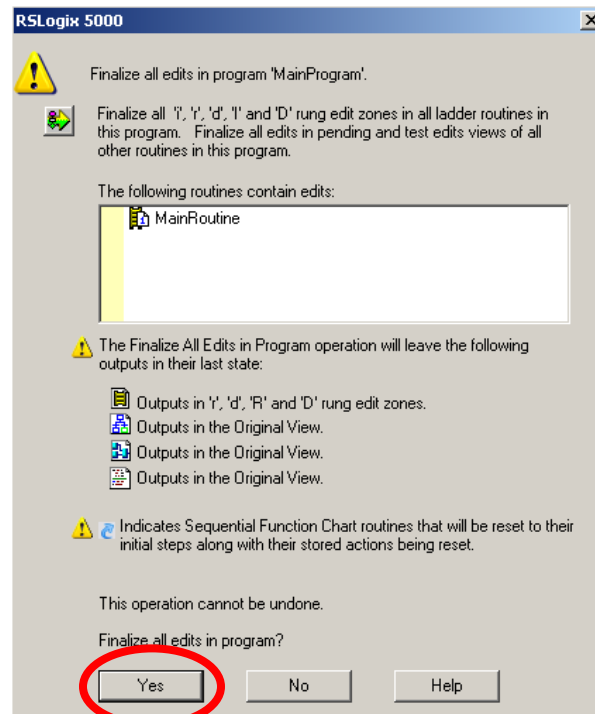 RSLogix 5000
Finalize all edits in program 'MainProgram'.
Finalize all 'i', 'r', 'd', 'I' and 'D' rung edit zones in all ladder routines in
this program. Finalize all edits in pending and test edits views of all
other routines in this program.
The following routines contain edits:
MainRoutine
The Finalize All Edits in Program operation will leave the following
outputs in their last state:
Outputs in 'r', 'd', 'R' and 'D' rung edit zones.
Outputs in the Original View.
Outputs in the Original View.
Outputs in the Original View.
Indicates Sequential Function Chart routines that will be reset to their
initial steps along with their stored actions being reset.
This operation cannot be undone.
Finalize all edits in program?
Yes No Help